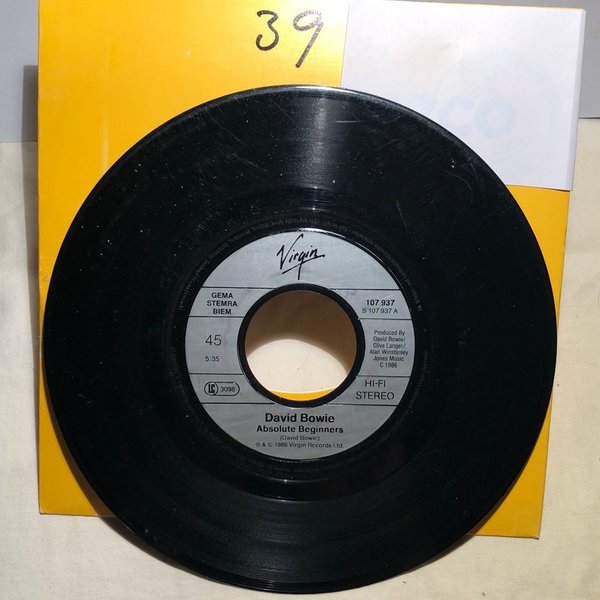 39
Virgin
GEMA
STEMRA
BIEM
107 937
S 107 937 A
45
5:35
Produced By
David Bowie/
Clive Langer/
Alan Winstanley
Jones Music
C 1986
LC 3098
HI-FI
STEREO
David Bowie
Absolute Beginners
(David Bowie)
℗ & © 1986 Virgin Records Ltd.